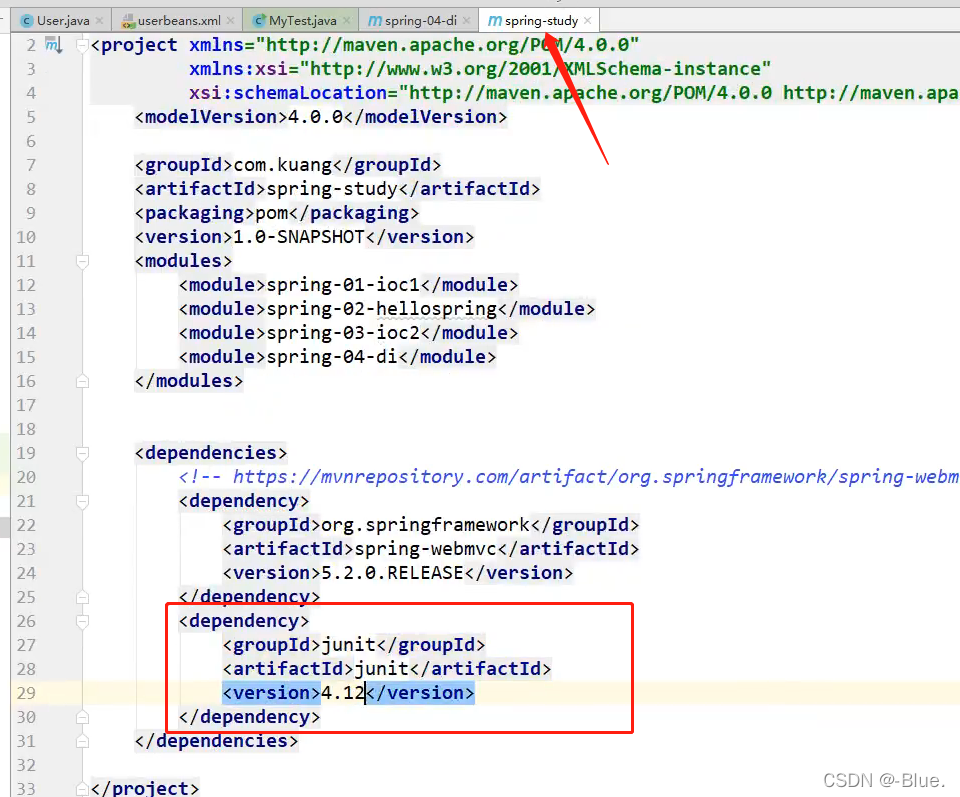 User.java userbeans.xml MyTest.java spring-04-di spring-study
2 <project xmlns="http://maven.apache.org/POM/4.0.0"
3 xmlns:xsi="http://www.w3.org/2001/XMLSchema-instance"
4 xsi:schemaLocation="http://maven.apache.org/POM/4.0.0 http://maven.apa
5 <modelVersion>4.0.0</modelVersion>
6
7 <groupId>com.kuang</groupId>
8 <artifactId>spring-study</artifactId>
9 <packaging>pom</packaging>
10 <version>1.0-SNAPSHOT</version>
11 <modules>
12 <module>spring-01-ioc1</module>
13 <module>spring-02-hellospring</module>
14 <module>spring-03-ioc2</module>
15 <module>spring-04-di</module>
16 </modules>
17
18
19 <dependencies>
20 <!-- https://mvnrepository.com/artifact/org.springframework/spring-webm
21 <dependency>
22 <groupId>org.springframework</groupId>
23 <artifactId>spring-webmvc</artifactId>
24 <version>5.2.0.RELEASE</version>
25 </dependency>
26 <dependency>
27 <groupId>junit</groupId>
28 <artifactId>junit</artifactId>
29 <version>4.12</version>
30 </dependency>
31 </dependencies>
32
33 </project>
CSDN @-Blue.